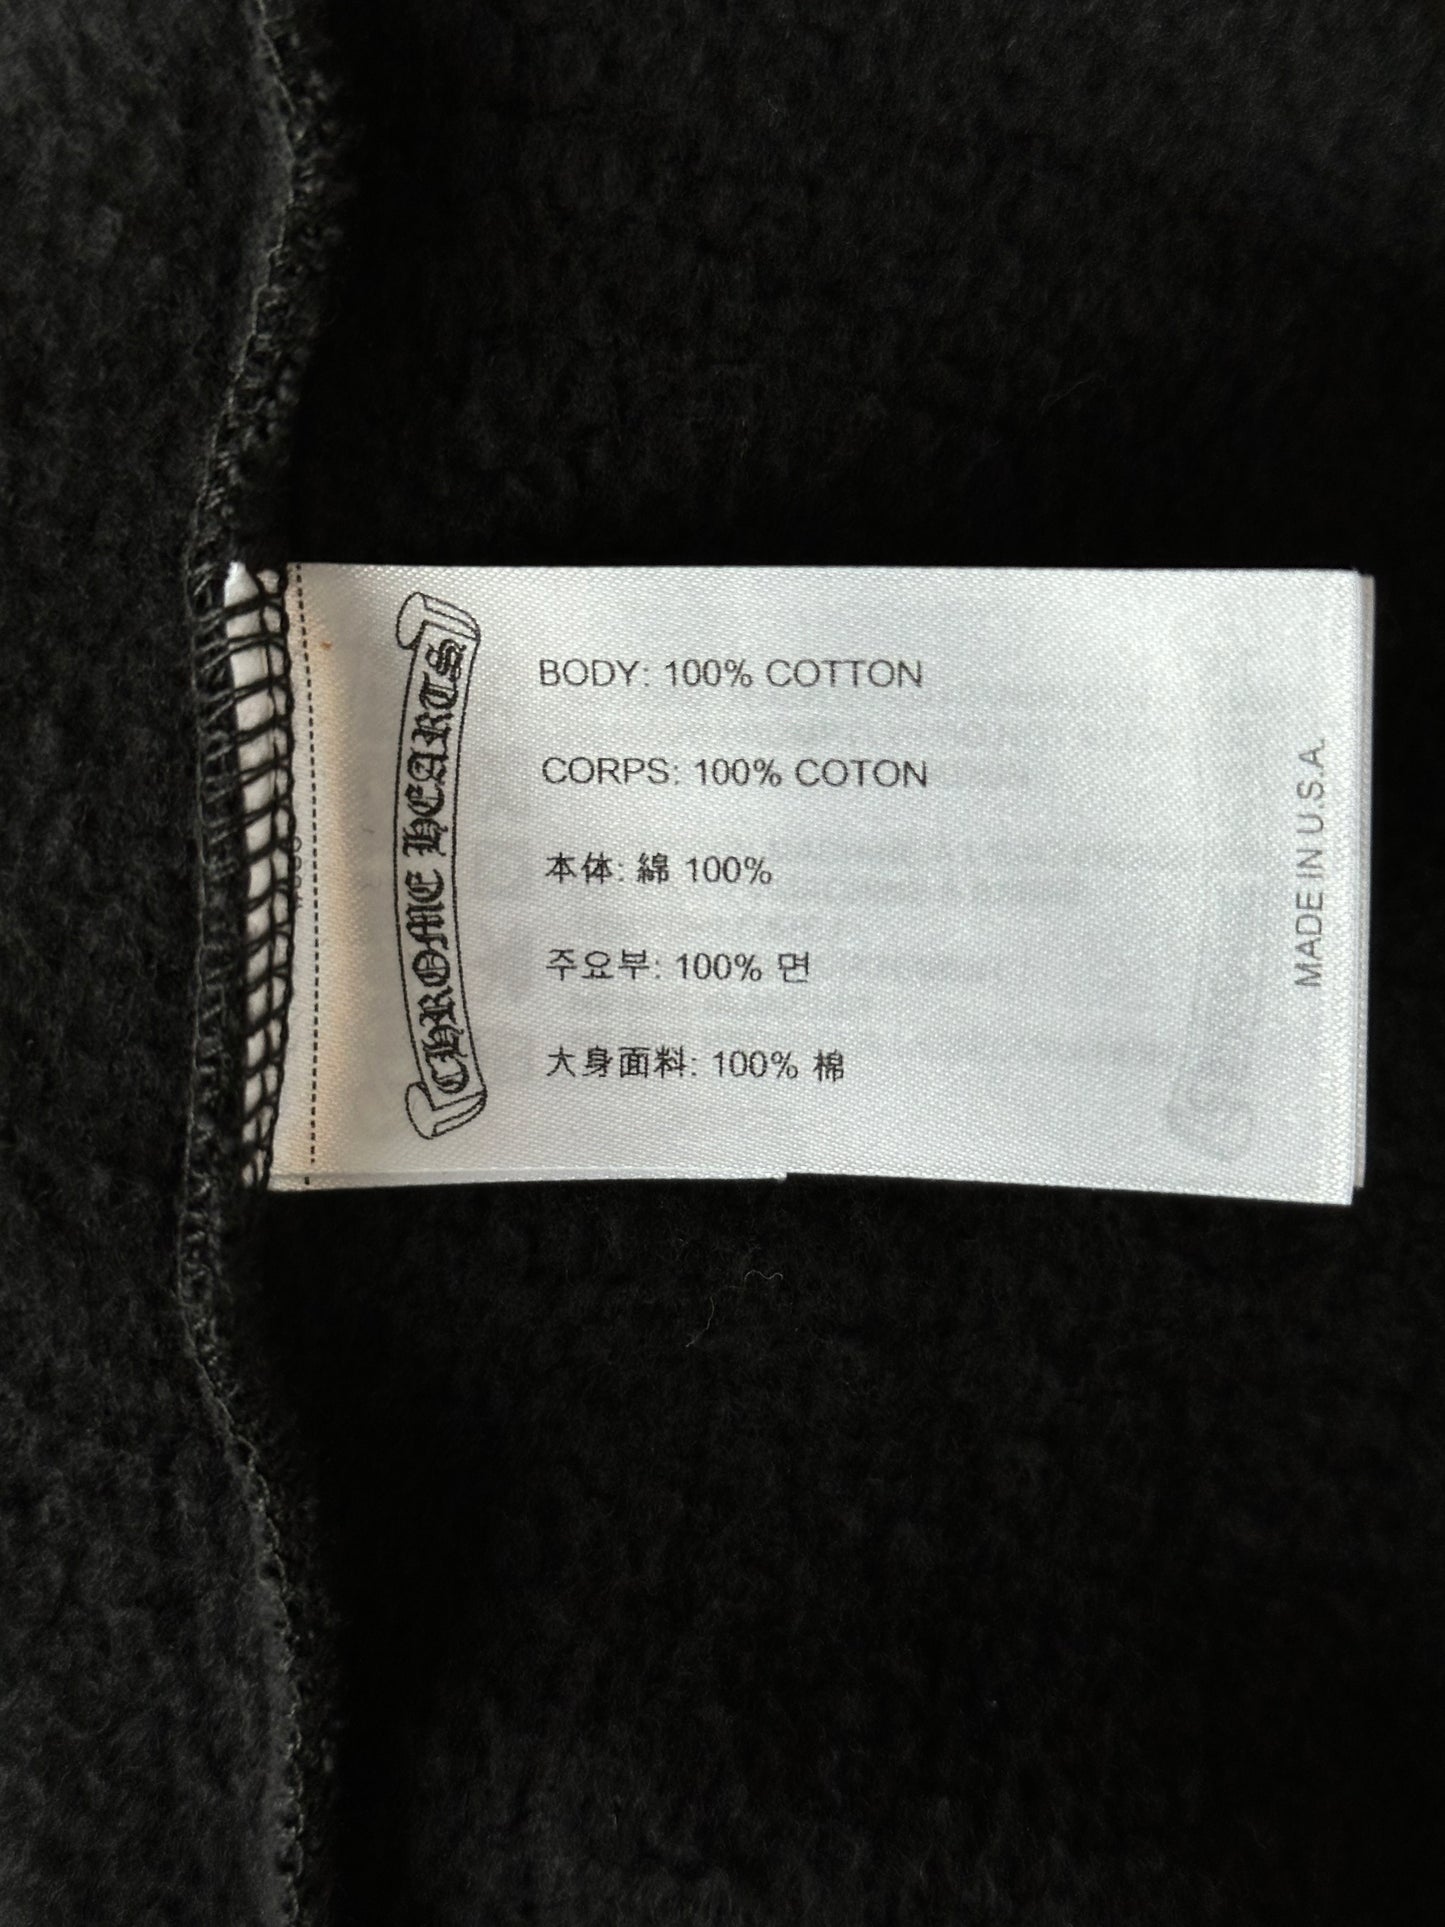 CHROME HEARTS
BODY: 100% COTTON
CORPS: 100% COTON
本体: 綿 100%
주요부: 100% 면
大身面料: 100% 棉
MADE IN U.S.A.